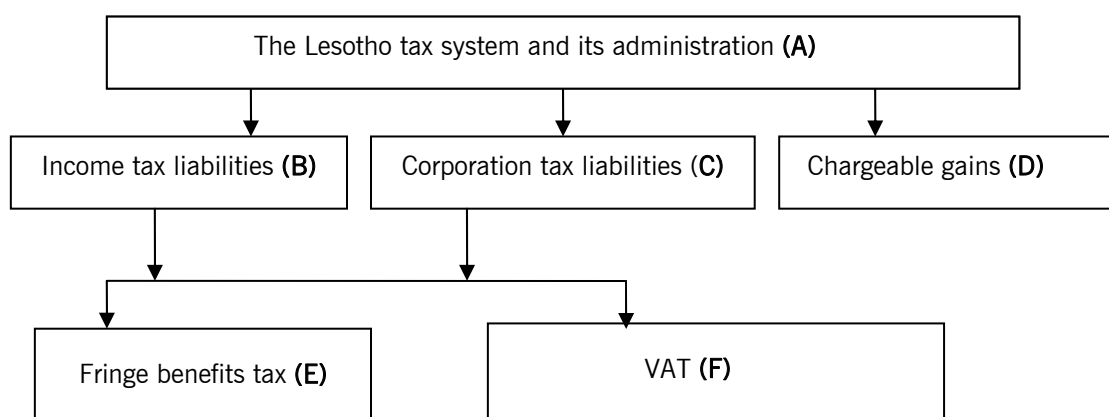 The Lesotho tax system and its administration (A)
Income tax liabilities (B)
Corporation tax liabilities (C)
Chargeable gains (D)
Fringe benefits tax (E)
VAT (F)